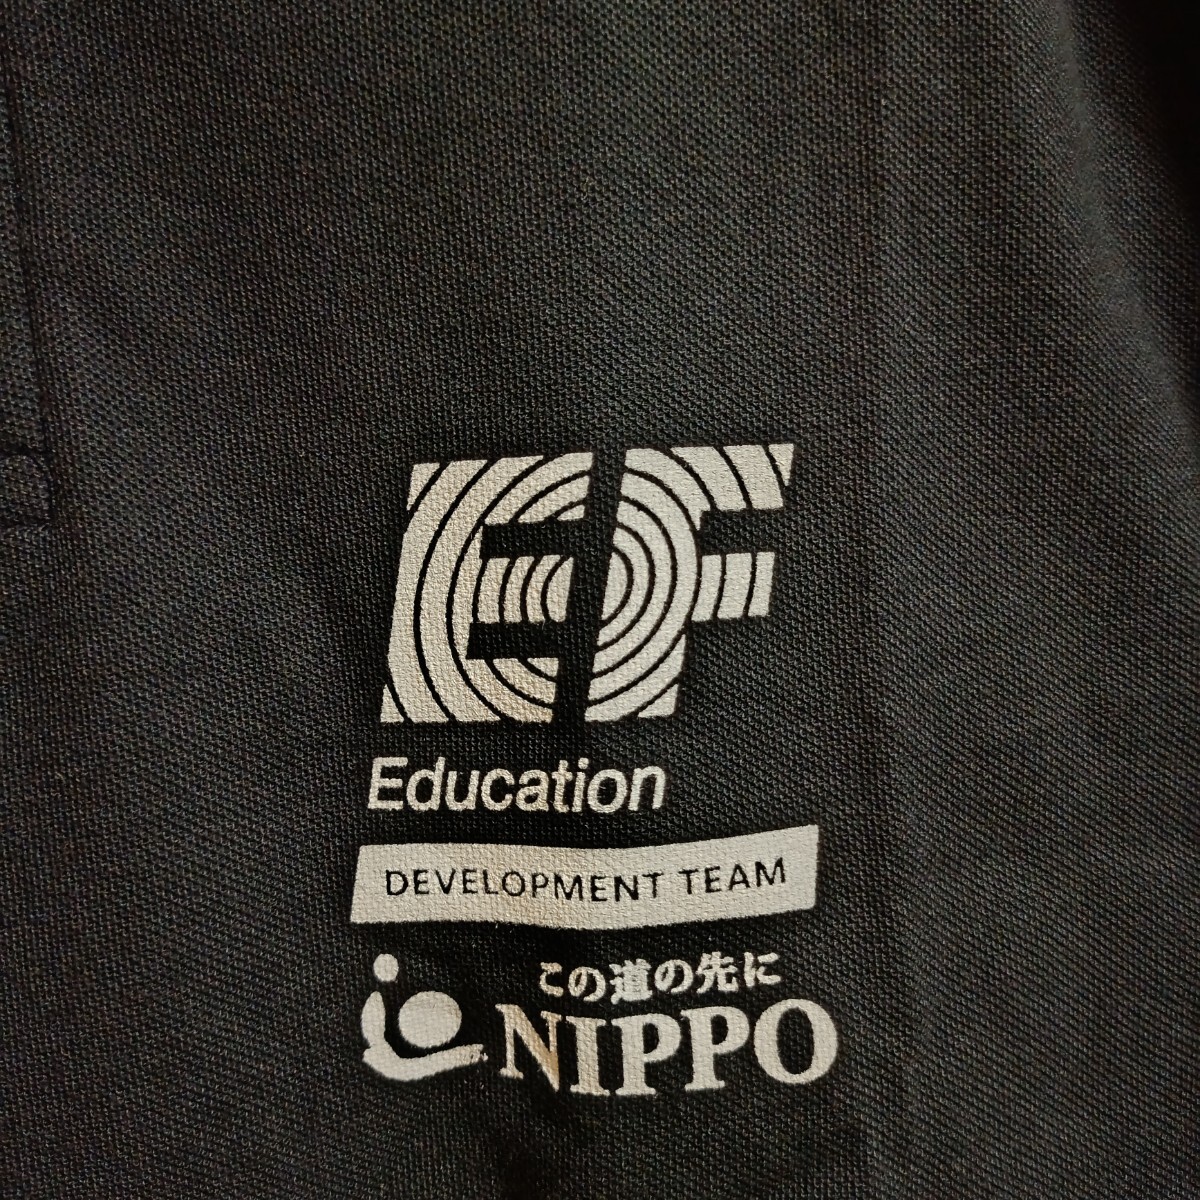 EF
Education
DEVELOPMENT TEAM
この道の先に
NIPPO